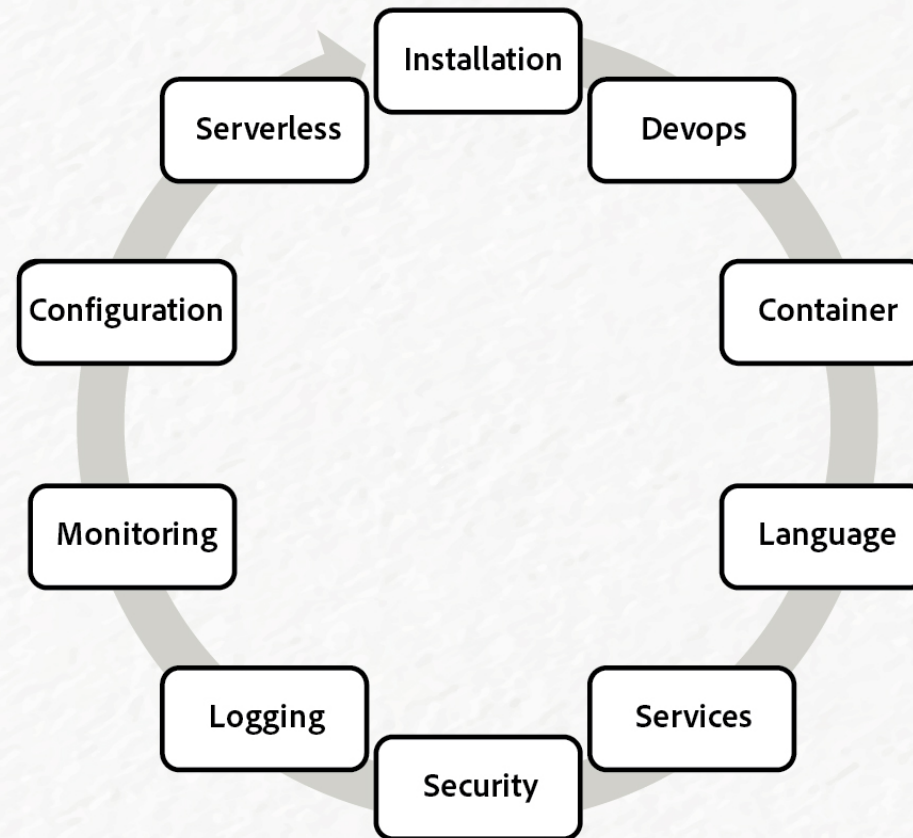 Installation
Devops
Container
Language
Services
Security
Logging
Monitoring
Configuration
Serverless